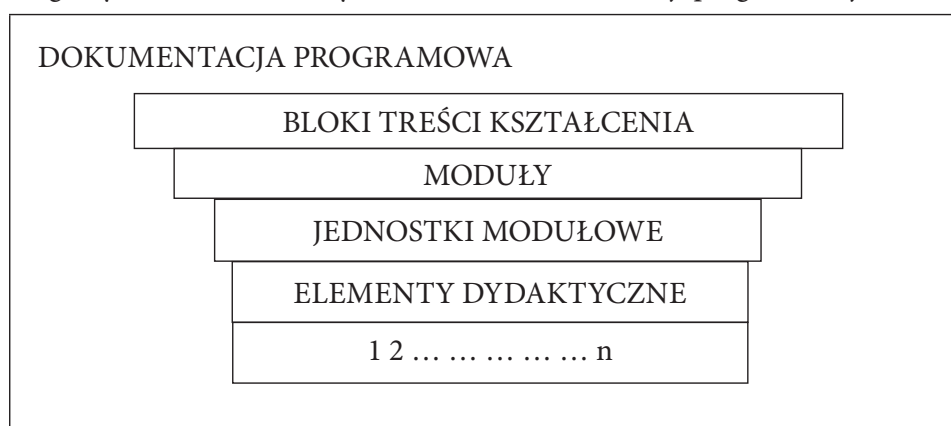 DOKUMENTACJA PROGRAMOWA
BLOKI TREŚCI KSZTAŁCENIA
MODUŁY
JEDNOSTKI MODUŁOWE
ELEMENTY DYDAKTYCZNE
1 2 … … … … … n